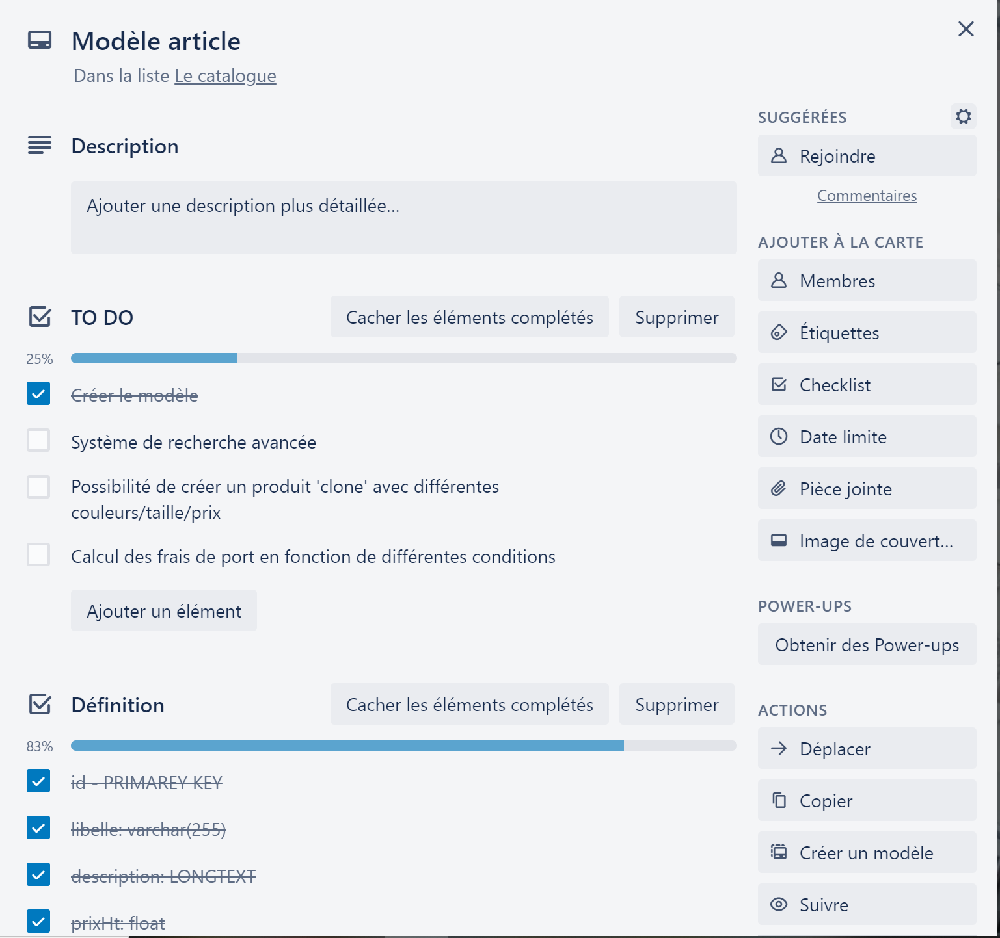 Modèle article
Dans la liste Le catalogue
Description
Ajouter une description plus détaillée...
TO DO
Cacher les éléments complétés
Supprimer
25%
Créer le modèle
Système de recherche avancée
Possibilité de créer un produit 'clone' avec différentes
couleurs/taille/prix
Calcul des frais de port en fonction de différentes conditions
Ajouter un élément
Définition
Cacher les éléments complétés
Supprimer
83%
id - PRIMAREY KEY
libelle: varchar(255)
description: LONGTEXT
prixHt: float
SUGGÉRÉES
Rejoindre
Commentaires
AJOUTER À LA CARTE
Membres
Étiquettes
Checklist
Date limite
Pièce jointe
Image de couvert...
POWER-UPS
Obtenir des Power-ups
ACTIONS
Déplacer
Copier
Créer un modèle
Suivre